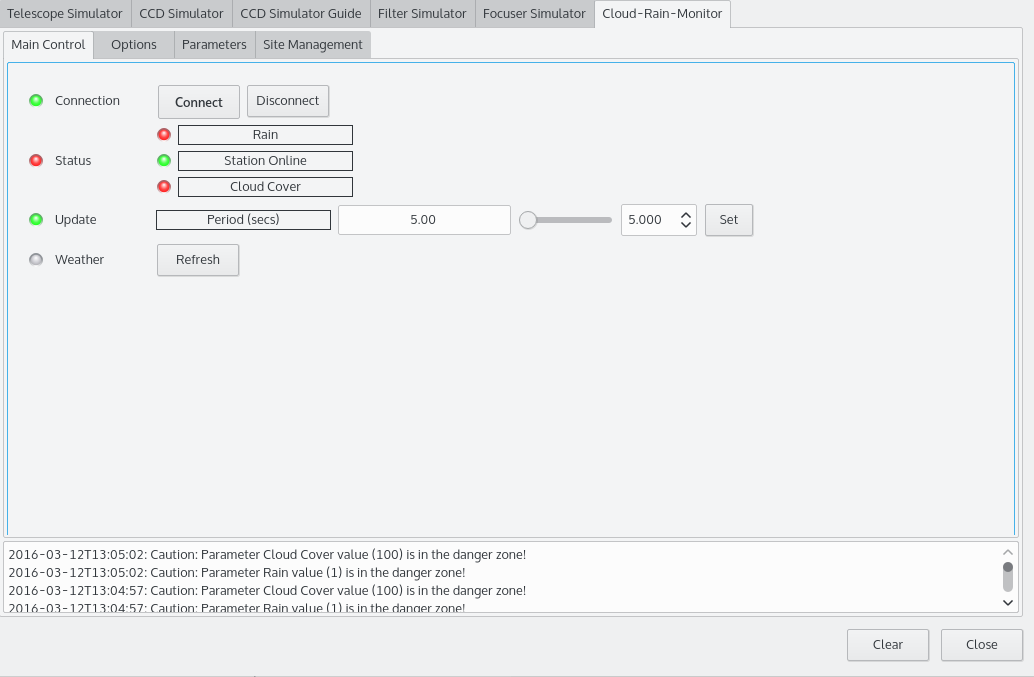 Telescope Simulator CCD Simulator CCD Simulator Guide Filter Simulator Focuser Simulator Cloud-Rain-Monitor
Main Control Options Parameters Site Management
Connection Connect Disconnect
Rain
Status Station Online
Cloud Cover
Update Period (secs) 5.00 5.000 Set
Weather Refresh
2016-03-12T13:05:02: Caution: Parameter Cloud Cover value (100) is in the danger zone!
2016-03-12T13:05:02: Caution: Parameter Rain value (1) is in the danger zone!
2016-03-12T13:04:57: Caution: Parameter Cloud Cover value (100) is in the danger zone!
2016-03-12T13:04:57: Caution: Parameter Rain value (1) is in the danger zone!
Clear Close